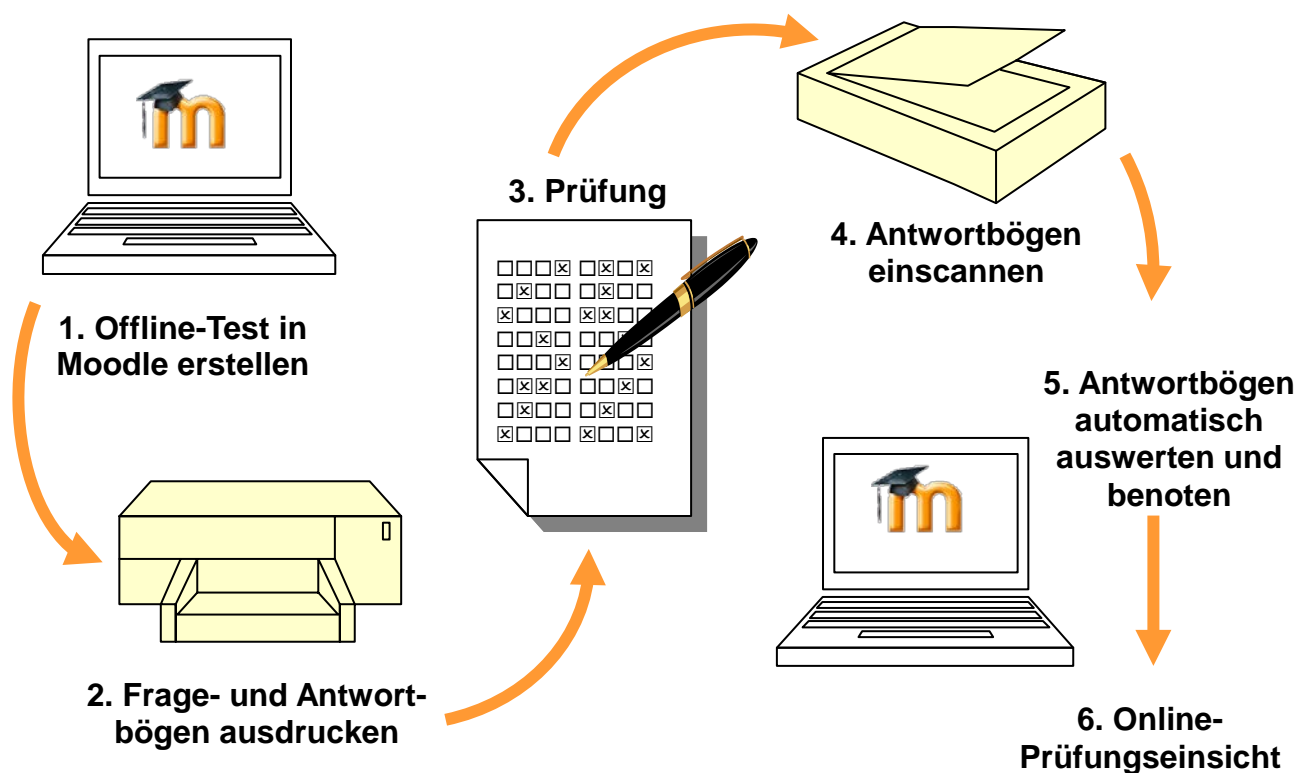 1. Offline-Test in
Moodle erstellen
2. Frage- und Antwort-
bögen ausdrucken
3. Prüfung
4. Antwortbögen
einscannen
5. Antwortbögen
automatisch
auswerten und
benoten
6. Online-
Prüfungseinsicht